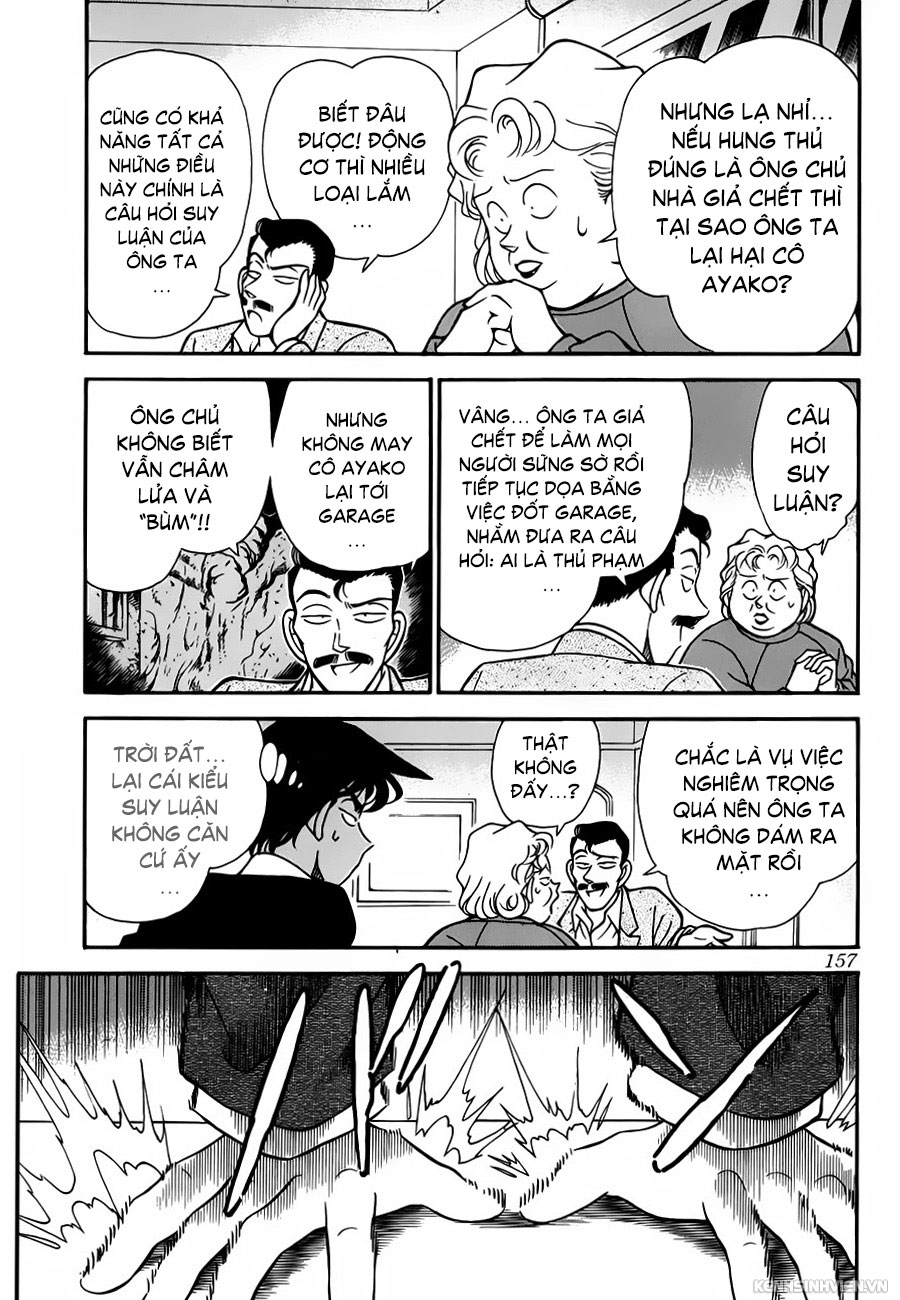 NHƯNG LẠ NHỈ...
NẾU HUNG THỦ
ĐÚNG LÀ ÔNG CHỦ
NHÀ GIẢ CHẾT THÌ
TẠI SAO ÔNG TA
LẠI HẠI CÔ
AYAKO?
BIẾT ĐÂU
ĐƯỢC! ĐỘNG
CƠ THÌ NHIỀU
LOẠI LẮM
...
CŨNG CÓ KHẢ
NĂNG TẤT CẢ
NHỮNG ĐIỀU
NÀY CHÍNH LÀ
CÂU HỎI SUY
LUẬN CỦA
ÔNG TA
...
CÂU
HỎI
SUY
LUẬN?
VÂNG... ÔNG TA GIẢ
CHẾT ĐỂ LÀM MỌI
NGƯỜI SỮNG SỜ RỒI
TIẾP TỤC DỌA BẰNG
VIỆC ĐỐT GARAGE,
NHẰM ĐƯA RA CÂU
HỎI: AI LÀ THỦ PHẠM
...
NHƯNG
KHÔNG MAY
CÔ AYAKO
LẠI TỚI
GARAGE
...
ÔNG CHỦ
KHÔNG BIẾT
VẪN CHÂM
LỬA VÀ
"BÙM"!!
CHẮC LÀ VỤ VIỆC
NGHIÊM TRỌNG
QUÁ NÊN ÔNG TA
KHÔNG DÁM RA
MẶT RỒI
...
THẬT
KHÔNG
ĐẤY...?
TRỜI ĐẤT...
LẠI CÁI KIỂU
SUY LUẬN
KHÔNG CĂN
CỨ ẤY
...
157
KENHSINHVIEN.VN